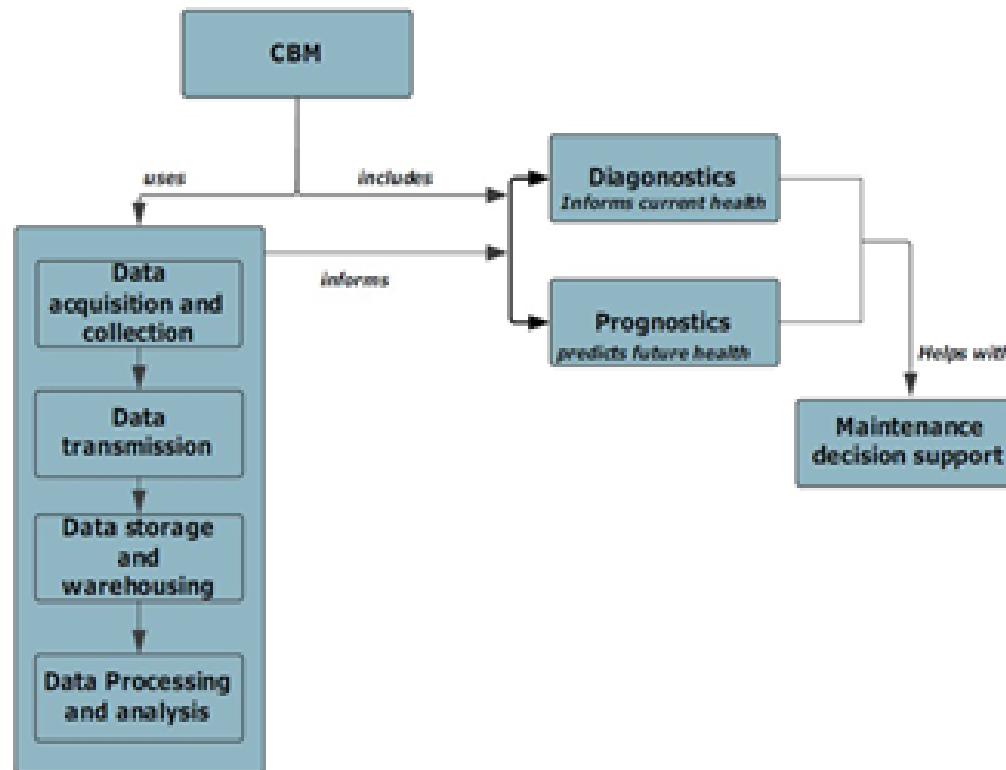 CBM
uses
includes
Diagonostics
Informs current health
informs
Prognostics
predicts future health
Helps with
Maintenance
decision support
Data
acquisition and
collection
Data
transmission
Data storage
and
warehousing
Data Processing
and analysis